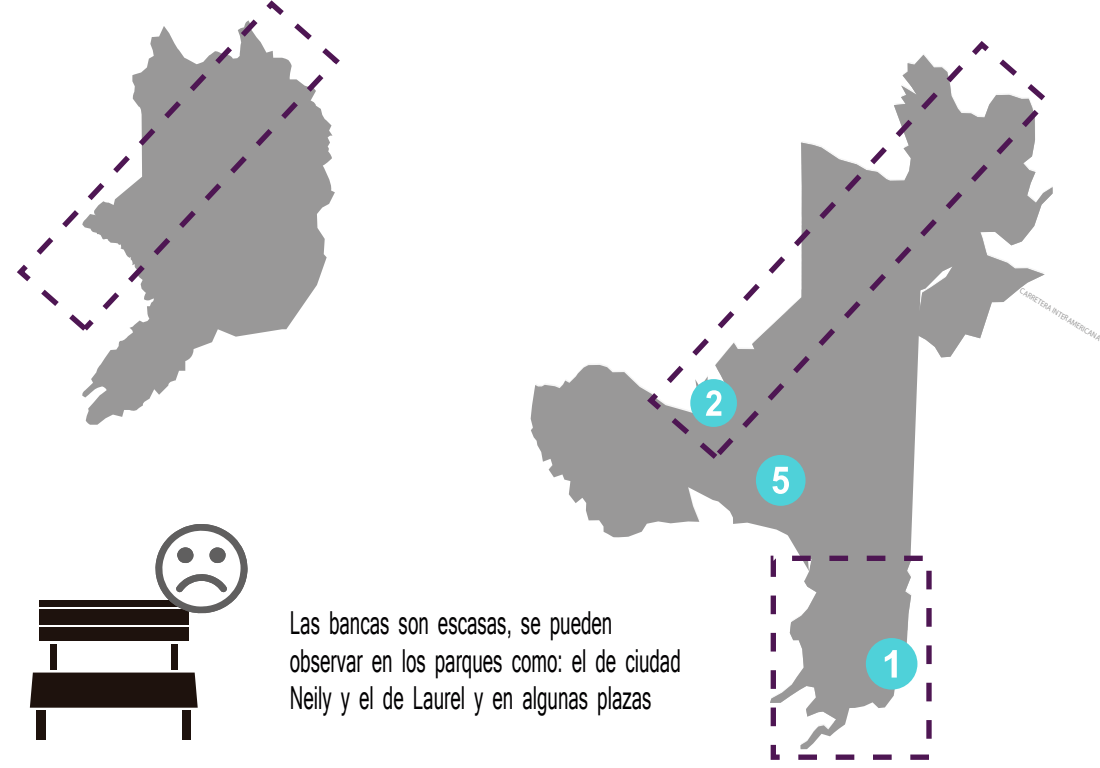 CARRETERA INTERAMERICANA
2
5
Las bancas son escasas, se pueden
observar en los parques como: el de ciudad
Neily y el de Laurel y en algunas plazas
1